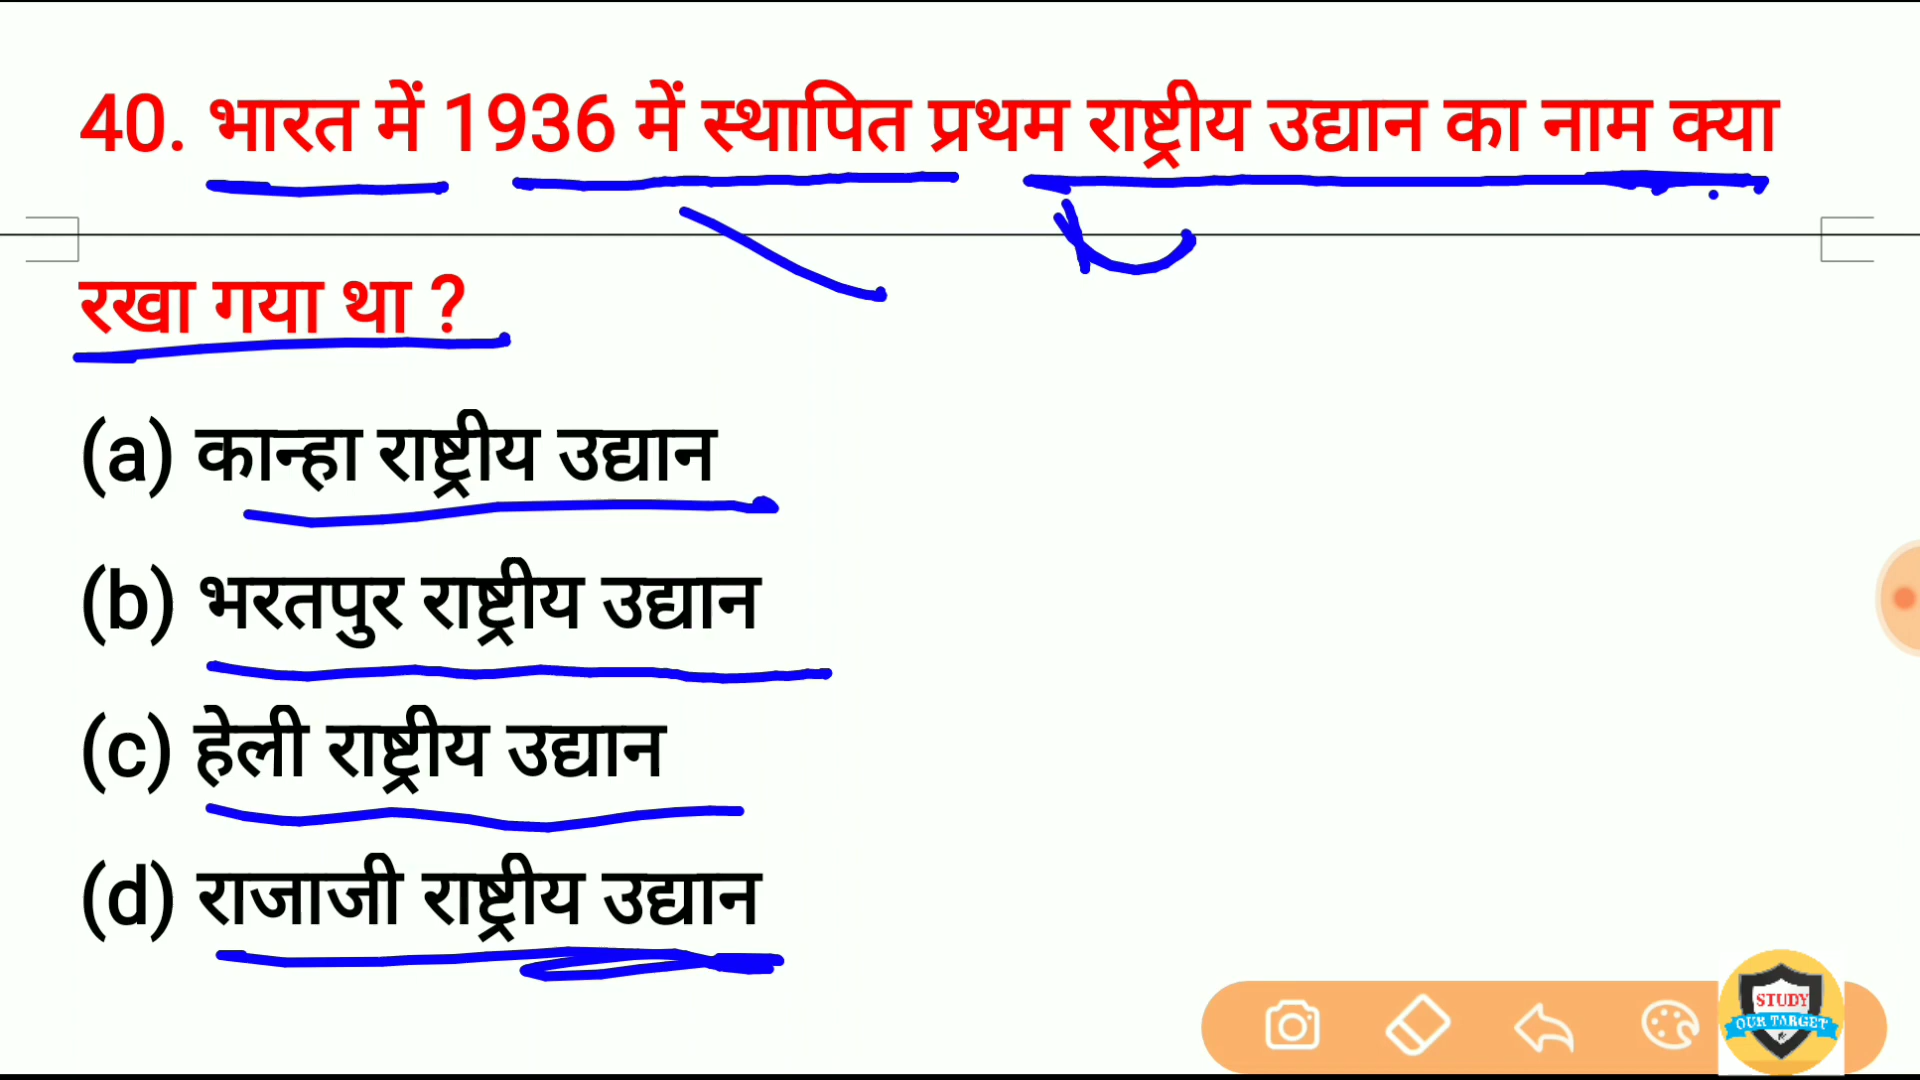 40. भारत में 1936 में स्थापित प्रथम राष्ट्रीय उद्यान का नाम क्या
रखा गया था ?
(a) कान्हा राष्ट्रीय उद्यान
(b) भरतपुर राष्ट्रीय उद्यान
(c) हेली राष्ट्रीय उद्यान
(d) राजाजी राष्ट्रीय उद्यान
STUDY
OUR TARGET